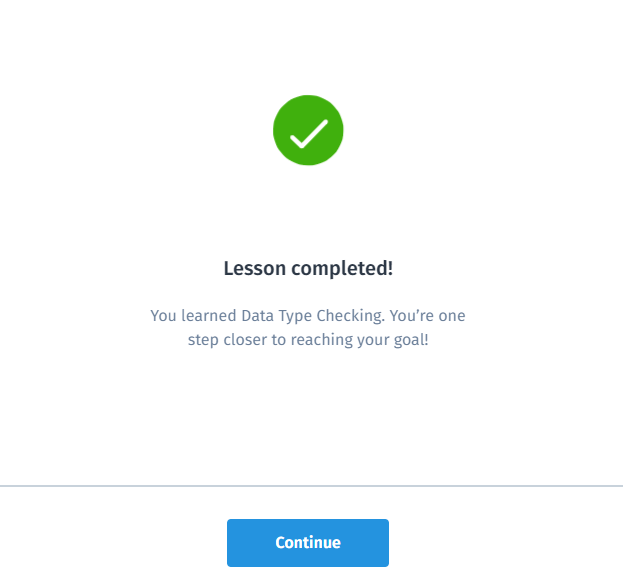 Lesson completed!
You learned Data Type Checking. You’re one
step closer to reaching your goal!
Continue